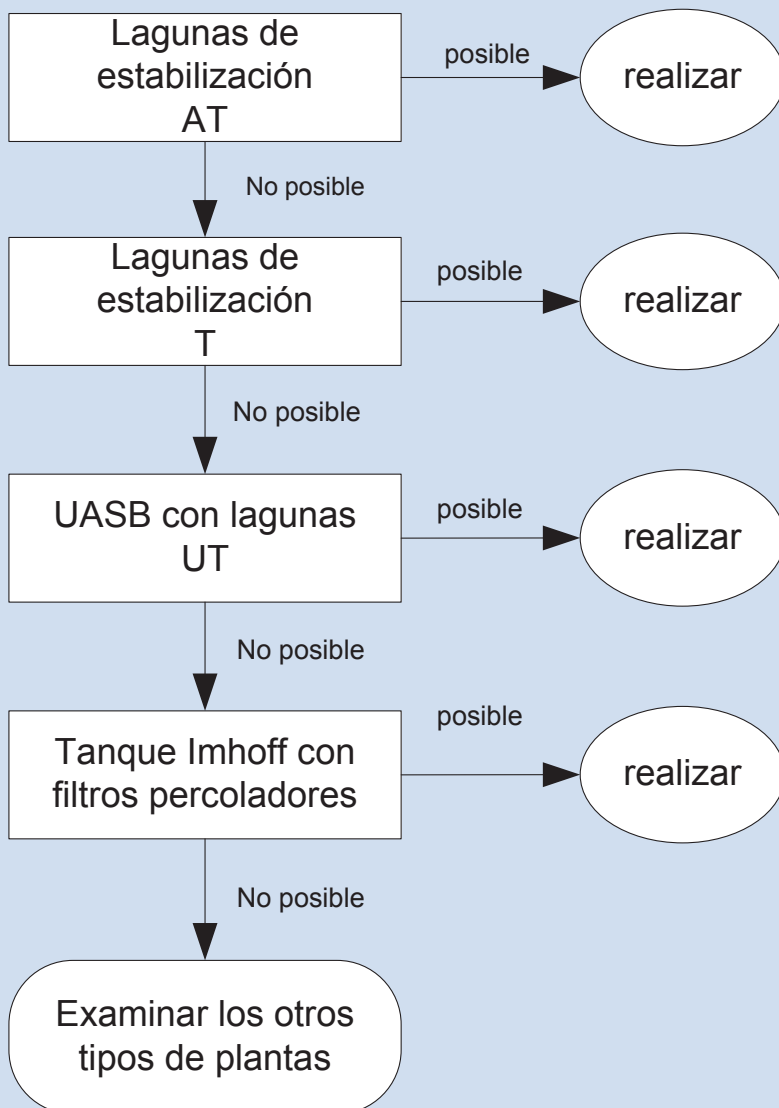 Lagunas de
estabilización
AT
posible
realizar
No posible
Lagunas de
estabilización
T
posible
realizar
No posible
UASB con lagunas
UT
posible
realizar
No posible
Tanque Imhoff con
filtros percoladores
posible
realizar
No posible
Examinar los otros
tipos de plantas